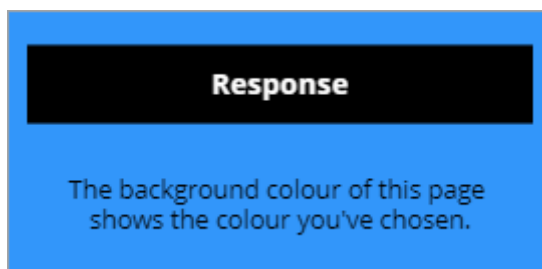 Response
The background colour of this page
shows the colour you've chosen.